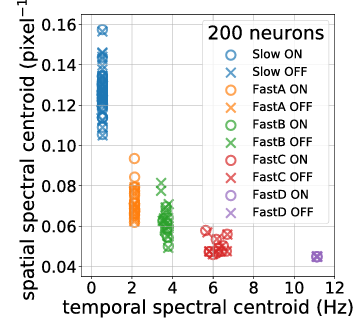 200 neurons
Slow ON
Slow OFF
FastA ON
FastA OFF
FastB ON
FastB OFF
FastC ON
FastC OFF
FastD ON
FastD OFF
spatial spectral centroid (pixel⁻¹
0.16
0.14
0.12
0.10
0.08
0.06
0.04
0 2 4 6 8 10 12
temporal spectral centroid (Hz)